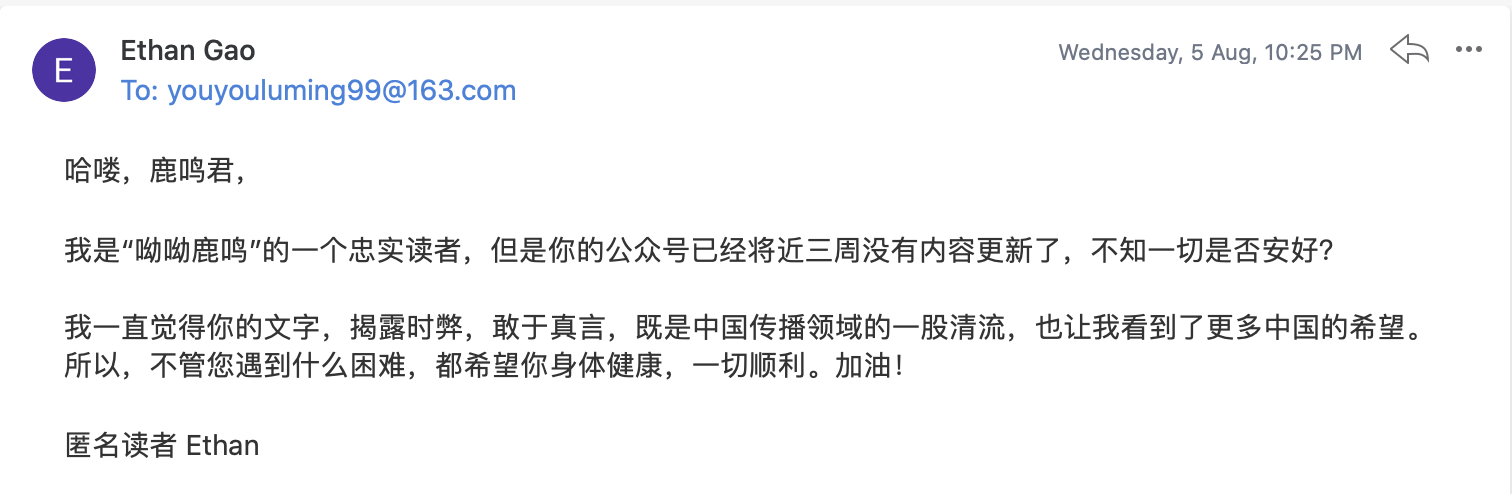 E
Ethan Gao
Wednesday, 5 Aug, 10:25 PM
To: youyouluming99@163.com
哈喽，鹿鸣君，
我是“呦呦鹿鸣”的一个忠实读者，但是你的公众号已经将近三周没有内容更新了，不知一切是否安好？
我一直觉得你的文字，揭露时弊，敢于真言，既是中国传播领域的一股清流，也让我看到了更多中国的希望。
所以，不管您遇到什么困难，都希望你身体健康，一切顺利。加油！
匿名读者 Ethan